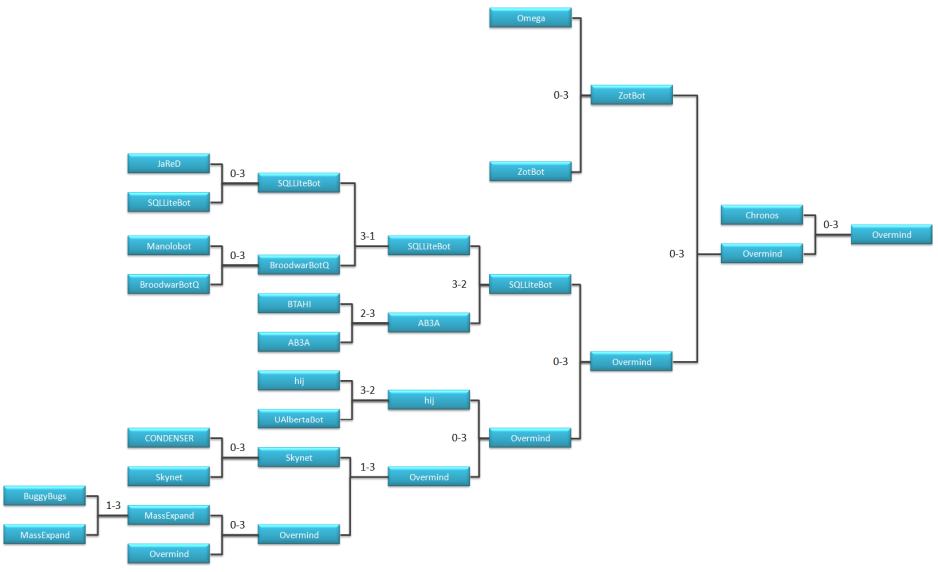 Omega
0-3
ZotBot
ZotBot
JaReD
0-3
SQLLiteBot
SQLLiteBot
Manolobot
0-3
BroodwarBotQ
BroodwarBotQ
3-1
SQLLiteBot
BTAHI
2-3
AB3A
AB3A
3-2
SQLLiteBot
hij
3-2
UAlbertaBot
hij
CONDENSER
0-3
Skynet
Skynet
BuggyBugs
1-3
MassExpand
MassExpand
0-3
Overmind
Overmind
1-3
Overmind
0-3
Overmind
0-3
Overmind
0-3
Chronos
Overmind
0-3
Overmind